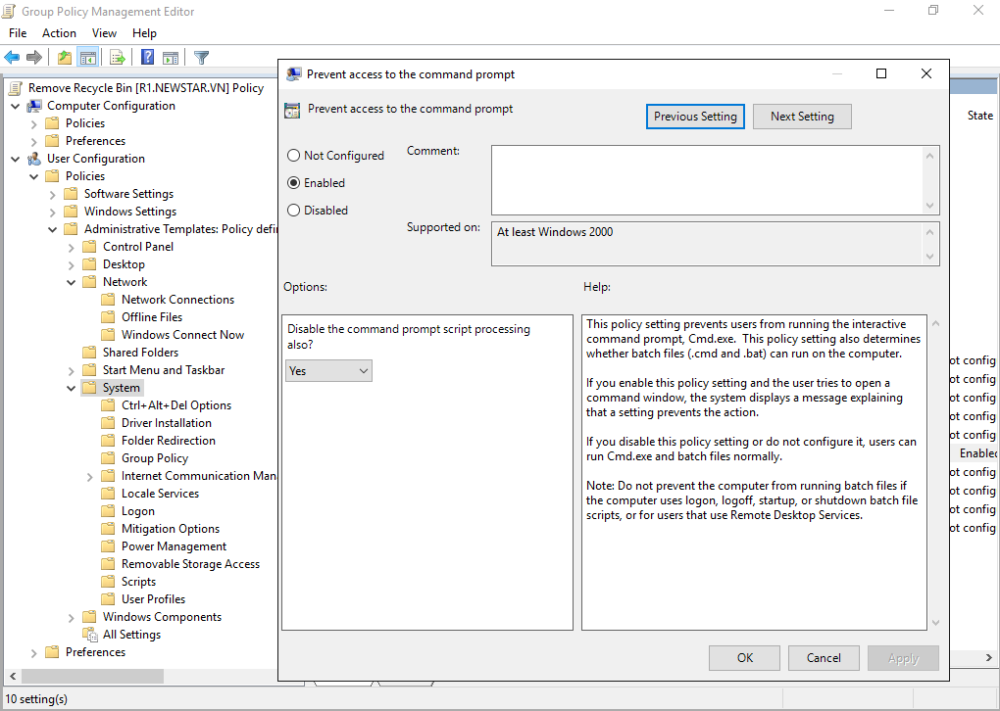 Group Policy Management Editor
File Action View Help
Remove Recycle Bin [R1.NEWSTAR.VN] Policy
Computer Configuration
Policies
Preferences
User Configuration
Policies
Software Settings
Windows Settings
Administrative Templates: Policy defi
Control Panel
Desktop
Network
Network Connections
Offline Files
Windows Connect Now
Shared Folders
Start Menu and Taskbar
System
Ctrl+Alt+Del Options
Driver Installation
Folder Redirection
Group Policy
Internet Communication Man
Locale Services
Logon
Mitigation Options
Power Management
Removable Storage Access
Scripts
User Profiles
Windows Components
All Settings
Preferences
10 setting(s)
Prevent access to the command prompt
Prevent access to the command prompt
Previous Setting
Next Setting
Not Configured
Enabled
Disabled
Comment:
Supported on:
At least Windows 2000
Options:
Help:
Disable the command prompt script processing
also?
Yes
This policy setting prevents users from running the interactive
command prompt, Cmd.exe.  This policy setting also determines
whether batch files (.cmd and .bat) can run on the computer.
If you enable this policy setting and the user tries to open a
command window, the system displays a message explaining
that a setting prevents the action.
If you disable this policy setting or do not configure it, users can
run Cmd.exe and batch files normally.
Note: Do not prevent the computer from running batch files if
the computer uses logon, logoff, startup, or shutdown batch file
scripts, or for users that use Remote Desktop Services.
OK
Cancel
Apply
State
ot config
ot config
ot config
ot config
ot config
Enabled
ot config
ot config
ot config
ot config